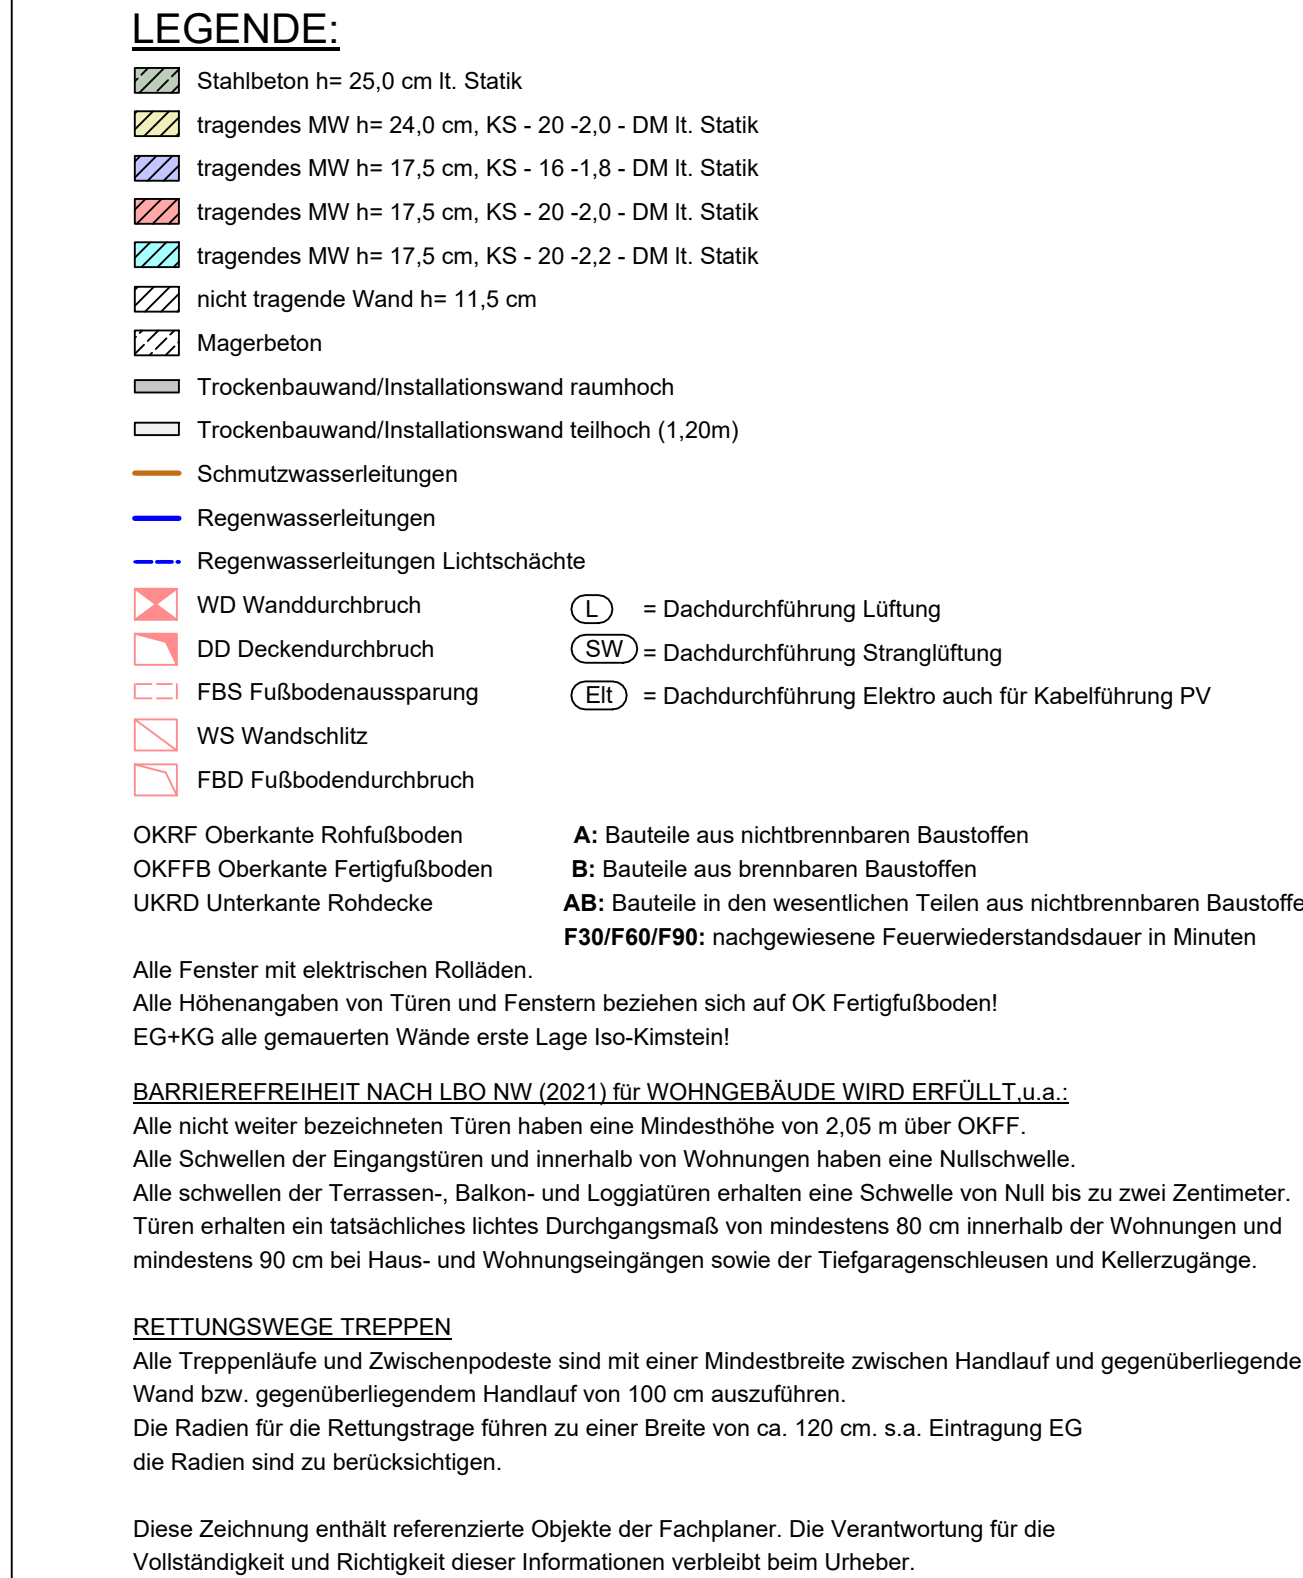 LEGENDE:
Stahlbeton h= 25,0 cm lt. Statik
tragendes MW h= 24,0 cm, KS - 20 -2,0 - DM lt. Statik
tragendes MW h= 17,5 cm, KS - 16 -1,8 - DM lt. Statik
tragendes MW h= 17,5 cm, KS - 20 -2,0 - DM lt. Statik
tragendes MW h= 17,5 cm, KS - 20 -2,2 - DM lt. Statik
nicht tragende Wand h= 11,5 cm
Magerbeton
Trockenbauwand/Installationswand raumhoch
Trockenbauwand/Installationswand teilhoch (1,20m)
Schmutzwasserleitungen
Regenwasserleitungen
Regenwasserleitungen Lichtschächte
WD Wanddurchbruch
L = Dachdurchführung Lüftung
DD Deckendurchbruch
SW = Dachdurchführung Stranglüftung
FBS Fußbodenaussparung
Elt = Dachdurchführung Elektro auch für Kabelführung PV
WS Wandschlitz
FBD Fußbodendurchbruch
OKRF Oberkante Rohfußboden
A: Bauteile aus nichtbrennbaren Baustoffen
OKFFB Oberkante Fertigfußboden
B: Bauteile aus brennbaren Baustoffen
UKRD Unterkante Rohdecke
AB: Bauteile in den wesentlichen Teilen aus nichtbrennbaren Baustoffe
F30/F60/F90: nachgewiesene Feuerwiederstandsdauer in Minuten
Alle Fenster mit elektrischen Rolläden.
Alle Höhenangaben von Türen und Fenstern beziehen sich auf OK Fertigfußboden!
EG+KG alle gemauerten Wände erste Lage Iso-Kimstein!
BARRIEREFREIHEIT NACH LBO NW (2021) für WOHNGEBÄUDE WIRD ERFÜLLT,u.a.:
Alle nicht weiter bezeichneten Türen haben eine Mindesthöhe von 2,05 m über OKFF.
Alle Schwellen der Eingangstüren und innerhalb von Wohnungen haben eine Nullschwelle.
Alle schwellen der Terrassen-, Balkon- und Loggiatüren erhalten eine Schwelle von Null bis zu zwei Zentimeter.
Türen erhalten ein tatsächliches lichtes Durchgangsmaß von mindestens 80 cm innerhalb der Wohnungen und
mindestens 90 cm bei Haus- und Wohnungseingängen sowie der Tiefgaragenschleusen und Kellerzugänge.
RETTUNGSWEGE TREPPEN
Alle Treppenläufe und Zwischenpodeste sind mit einer Mindestbreite zwischen Handlauf und gegenüberliegende
Wand bzw. gegenüberliegendem Handlauf von 100 cm auszuführen.
Die Radien für die Rettungstrage führen zu einer Breite von ca. 120 cm. s.a. Eintragung EG
die Radien sind zu berücksichtigen.
Diese Zeichnung enthält referenzierte Objekte der Fachplaner. Die Verantwortung für die
Vollständigkeit und Richtigkeit dieser Informationen verbleibt beim Urheber.